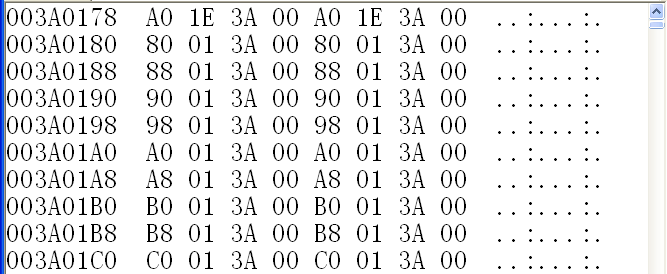 003A0178 A0 1E 3A 00 A0 1E 3A 00 ..:...:.
003A0180 80 01 3A 00 80 01 3A 00 ..:...:.
003A0188 88 01 3A 00 88 01 3A 00 ..:...:.
003A0190 90 01 3A 00 90 01 3A 00 ..:...:.
003A0198 98 01 3A 00 98 01 3A 00 ..:...:.
003A01A0 A0 01 3A 00 A0 01 3A 00 ..:...:.
003A01A8 A8 01 3A 00 A8 01 3A 00 ..:...:.
003A01B0 B0 01 3A 00 B0 01 3A 00 ..:...:.
003A01B8 B8 01 3A 00 B8 01 3A 00 ..:...:.
003A01C0 C0 01 3A 00 C0 01 3A 00 ..:...:.